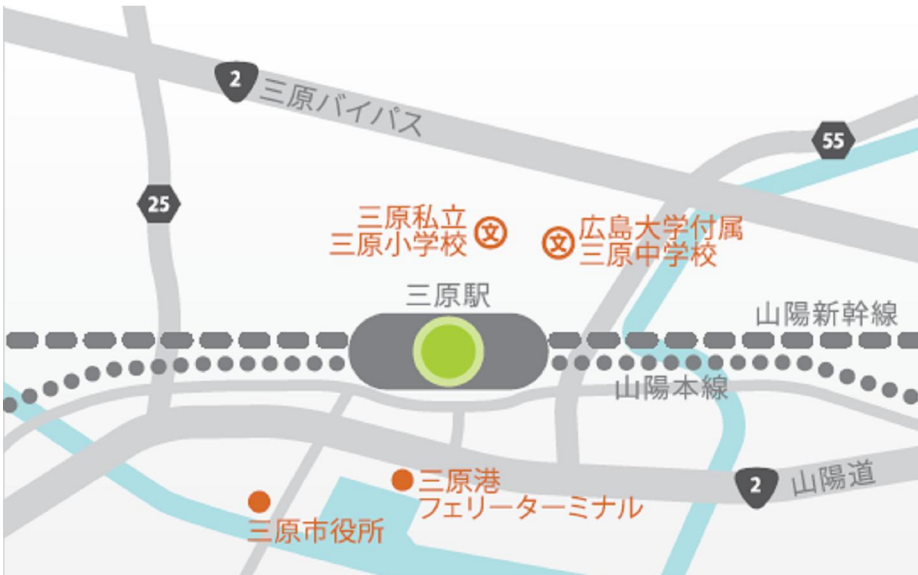 2
三原バイパス
55
25
三原私立
三原小学校
文
文
広島大学付属
三原中学校
三原駅
山陽新幹線
山陽本線
三原港
フェリーターミナル
2
山陽道
三原市役所